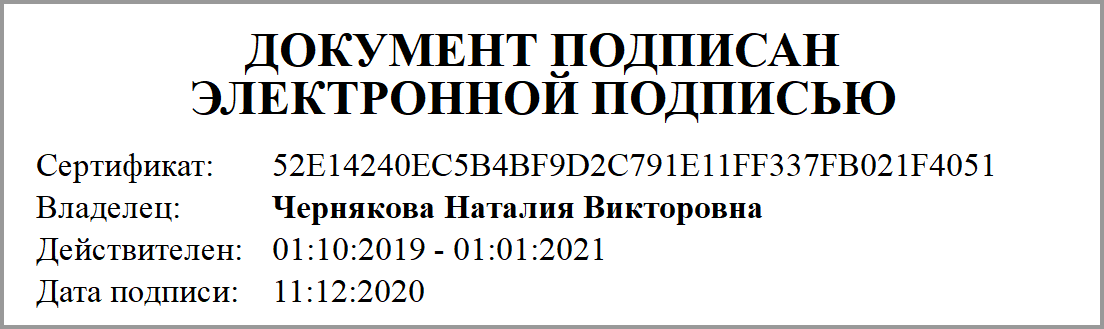 ДОКУМЕНТ ПОДПИСАН
ЭЛЕКТРОННОЙ ПОДПИСЬЮ
Сертификат: 52E14240EC5B4BF9D2C791E11FF337FB021F4051
Владелец: Чернякова Наталия Викторовна
Действителен: 01:10:2019 - 01:01:2021
Дата подписи: 11:12:2020